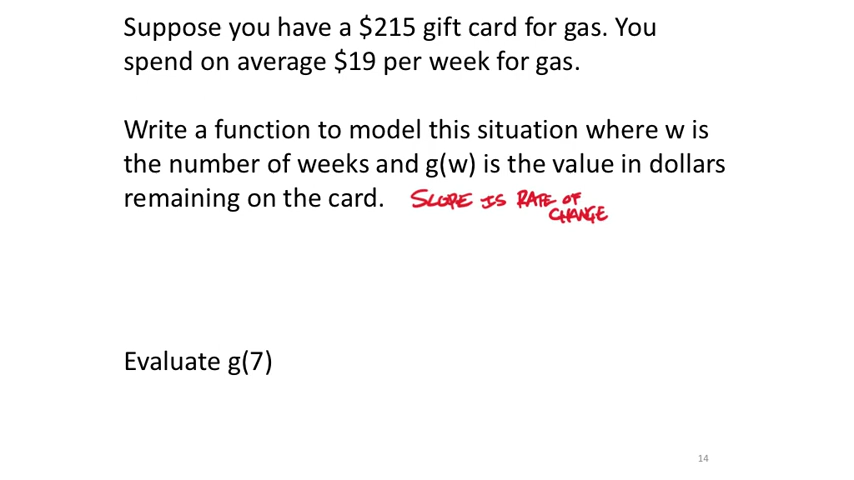 Suppose you have a $215 gift card for gas. You
spend on average $19 per week for gas.
Write a function to model this situation where w is
the number of weeks and g(w) is the value in dollars
remaining on the card. SLOPE IS RATE OF
CHANGE
Evaluate g(7)
14